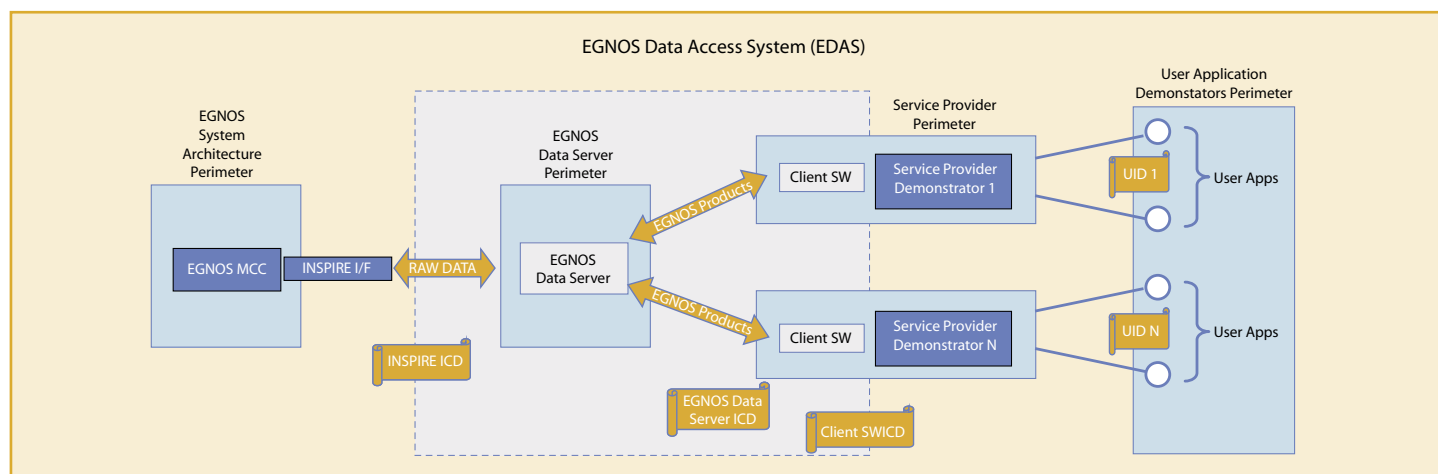 EGNOS Data Access System (EDAS)
EGNOS
System
Architecture
Perimeter
EGNOS MCC
INSPIRE I/F
RAW DATA
INSPIRE ICD
EGNOS
Data Server
Perimeter
EGNOS
Data Server
EGNOS Products
EGNOS Products
EGNOS Data
Server ICD
Client SWICD
Service Provider
Perimeter
Client SW
Service Provider
Demonstrator 1
Client SW
Service Provider
Demonstrator N
User Application
Demonstators Perimeter
UID 1
User Apps
UID N
User Apps